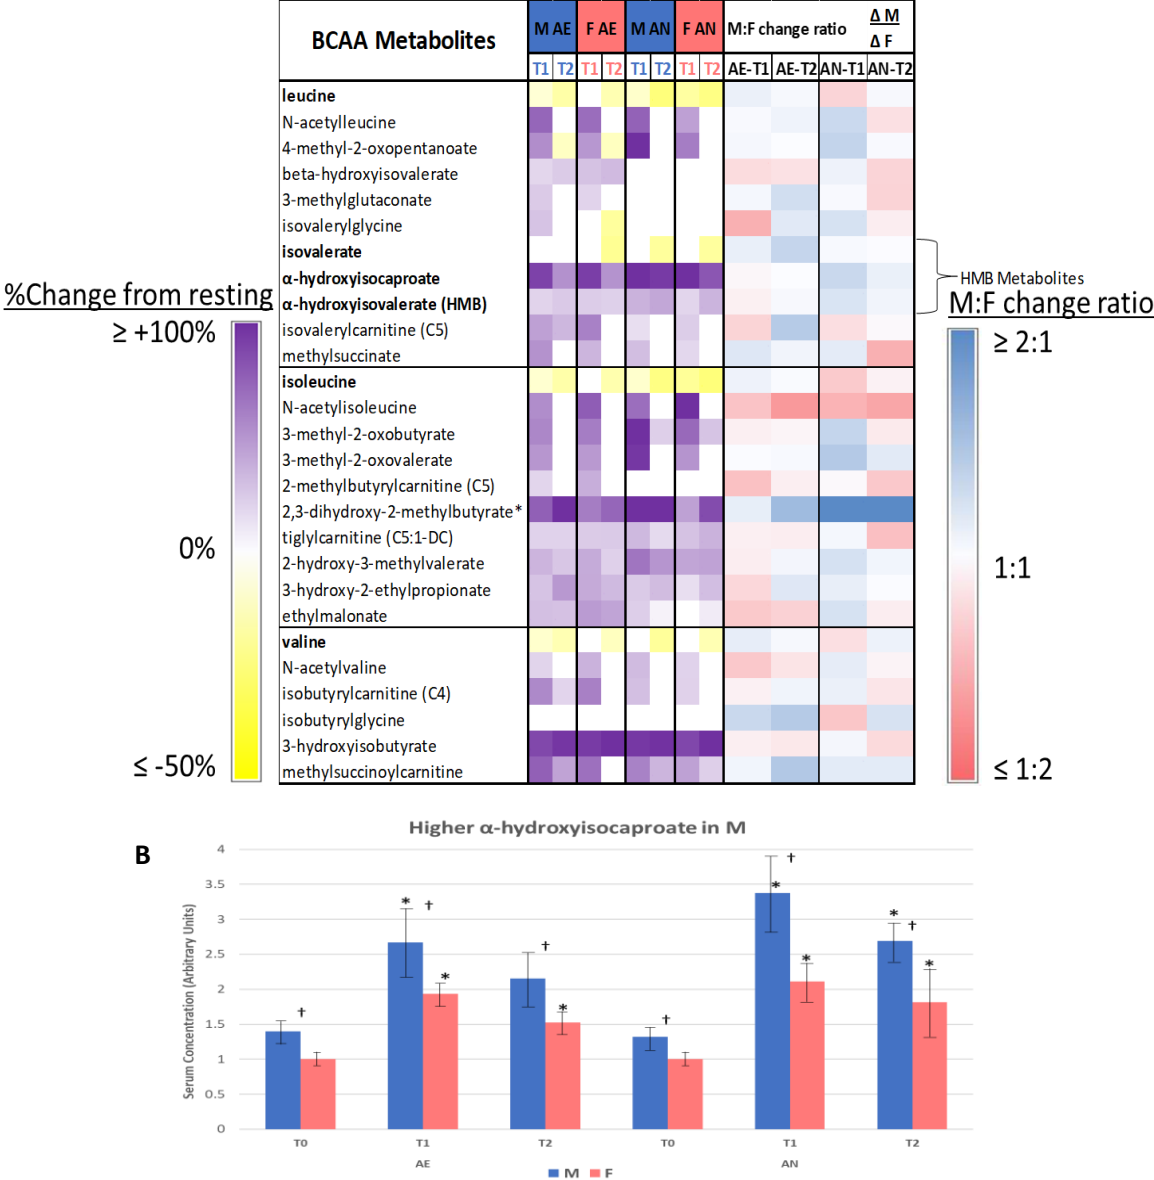 BCAA Metabolites
M AE F AE M AN F AN
M:F change ratio
Δ M
Δ F
T1 T2 T1 T2 T1 T2 T1 T2 AE-T1 AE-T2 AN-T1 AN-T2
leucine
N-acetylleucine
4-methyl-2-oxopentanoate
beta-hydroxyisovalerate
3-methylglutaconate
isovalerylglycine
isovalerate
α-hydroxyisocaproate
α-hydroxyisovalerate (HMB)
isovalerylcarnitine (C5)
methylsuccinate
isoleucine
N-acetylisoleucine
3-methyl-2-oxobutyrate
3-methyl-2-oxovalerate
2-methylbutyrylcarnitine (C5)
2,3-dihydroxy-2-methylbutyrate*
tiglylcarnitine (C5:1-DC)
2-hydroxy-3-methylvalerate
3-hydroxy-2-ethylpropionate
ethylmalonate
valine
N-acetylvaline
isobutyrylcarnitine (C4)
isobutyrylglycine
3-hydroxyisobutyrate
methylsuccinoylcarnitine
%Change from resting
≥ +100%
0%
≤ -50%
HMB Metabolites
M:F change ratio
≥ 2:1
1:1
≤ 1:2
B
Higher α-hydroxyisocaproate in M
Serum Concentration (Arbitrary Units)
4
3.5
3
2.5
2
1.5
1
0.5
0
† * † * † * † * † * * † *
T0 T1 T2 T0 T1 T2
AE AN
M F